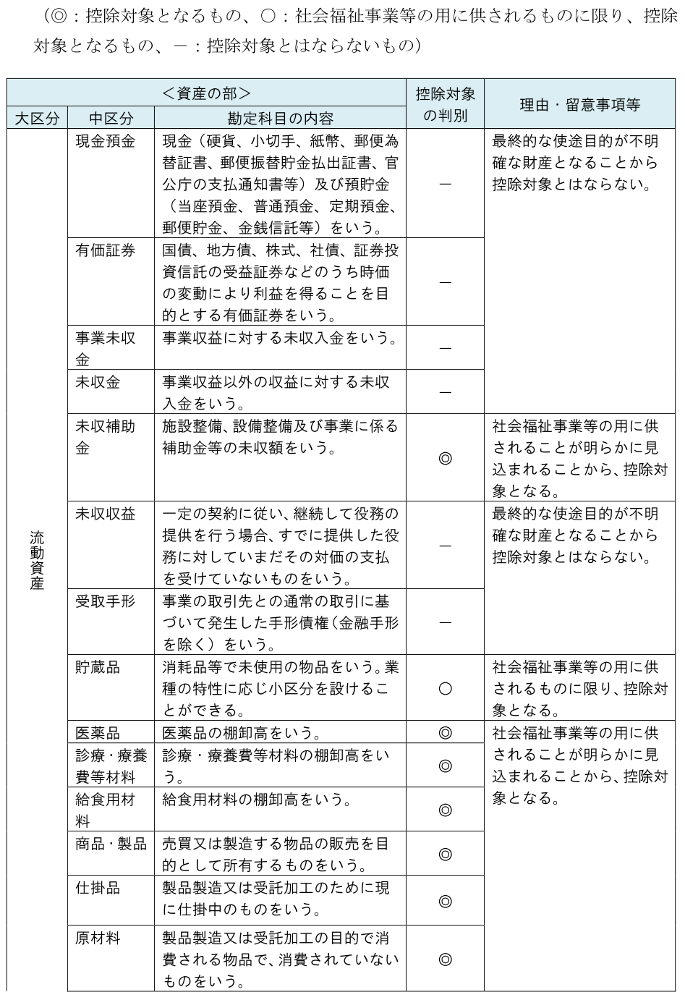 （◎：控除対象となるもの、○：社会福祉事業等の用に供されるものに限り、控除
対象となるもの、－：控除対象とはならないもの）
＜資産の部＞
控除対象
の判別
理由・留意事項等
大区分
中区分
勘定科目の内容
流動資産
現金預金
現金（硬貨、小切手、紙幣、郵便為
替証書、郵便振替貯金払出証書、官
公庁の支払通知書等）及び預貯金
（当座預金、普通預金、定期預金、
郵便貯金、金銭信託等）をいう。
－
最終的な使途目的が不明
確な財産となることから
控除対象とはならない。
有価証券
国債、地方債、株式、社債、証券投
資信託の受益証券などのうち時価
の変動により利益を得ることを目
的とする有価証券をいう。
－
事業未収
金
事業収益に対する未収入金をいう。
－
未収金
事業収益以外の収益に対する未収
入金をいう。
－
未収補助
金
施設整備、設備整備及び事業に係る
補助金等の未収額をいう。
◎
社会福祉事業等の用に供
されることが明らかに見
込まれることから、控除対
象となる。
未収収益
一定の契約に従い、継続して役務の
提供を行う場合、すでに提供した役
務に対していまだその対価の支払
を受けていないものをいう。
－
最終的な使途目的が不明
確な財産となることから
控除対象とはならない。
受取手形
事業の取引先との通常の取引に基
づいて発生した手形債権（金融手形
を除く）をいう。
－
貯蔵品
消耗品等で未使用の物品をいう。業
種の特性に応じ小区分を設けるこ
とができる。
○
社会福祉事業等の用に供
されるものに限り、控除対
象となる。
医薬品
医薬品の棚卸高をいう。
◎
社会福祉事業等の用に供
されることが明らかに見
込まれることから、控除対
象となる。
診療・療養
費等材料
診療・療養費等材料の棚卸高をい
う。
◎
給食用材
料
給食用材料の棚卸高をいう。
◎
商品・製品
売買又は製造する物品の販売を目
的として所有するものをいう。
◎
仕掛品
製品製造又は受託加工のために現
に仕掛中のものをいう。
◎
原材料
製品製造又は受託加工の目的で消
費される物品で、消費されていない
ものをいう。
◎